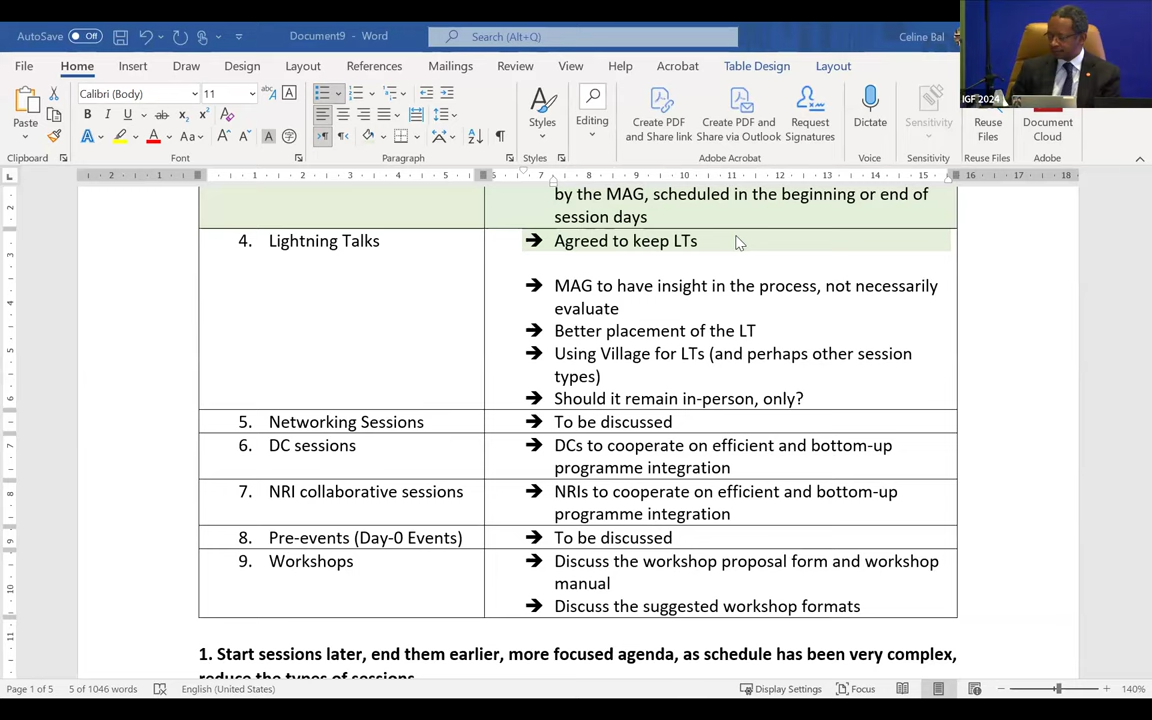 AutoSave Off Document9 - Word Search (Alt+Q) Celine Bal
File Home Insert Draw Design Layout References Mailings Review View Help Acrobat Table Design Layout
IGF 2024
Paste
Calibri (Body) 11
Styles
Editing
Create PDF and Share link
Create PDF and Share via Outlook
Request Signatures
Dictate
Sensitivity
Reuse Files
Document Cloud
Clipboard Font Paragraph Styles Adobe Acrobat Voice Sensitivity Reuse Files Adobe
by the MAG, scheduled in the beginning or end of
session days
4. Lightning Talks
➔ Agreed to keep LTs
➔ MAG to have insight in the process, not necessarily
evaluate
➔ Better placement of the LT
➔ Using Village for LTs (and perhaps other session
types)
➔ Should it remain in-person, only?
5. Networking Sessions
➔ To be discussed
6. DC sessions
➔ DCs to cooperate on efficient and bottom-up
programme integration
7. NRI collaborative sessions
➔ NRIs to cooperate on efficient and bottom-up
programme integration
8. Pre-events (Day-0 Events)
➔ To be discussed
9. Workshops
➔ Discuss the workshop proposal form and workshop
manual
➔ Discuss the suggested workshop formats
1. Start sessions later, end them earlier, more focused agenda, as schedule has been very complex,
reduce the types of sessions
Page 1 of 5 5 of 1046 words English (United States) Display Settings Focus 140%